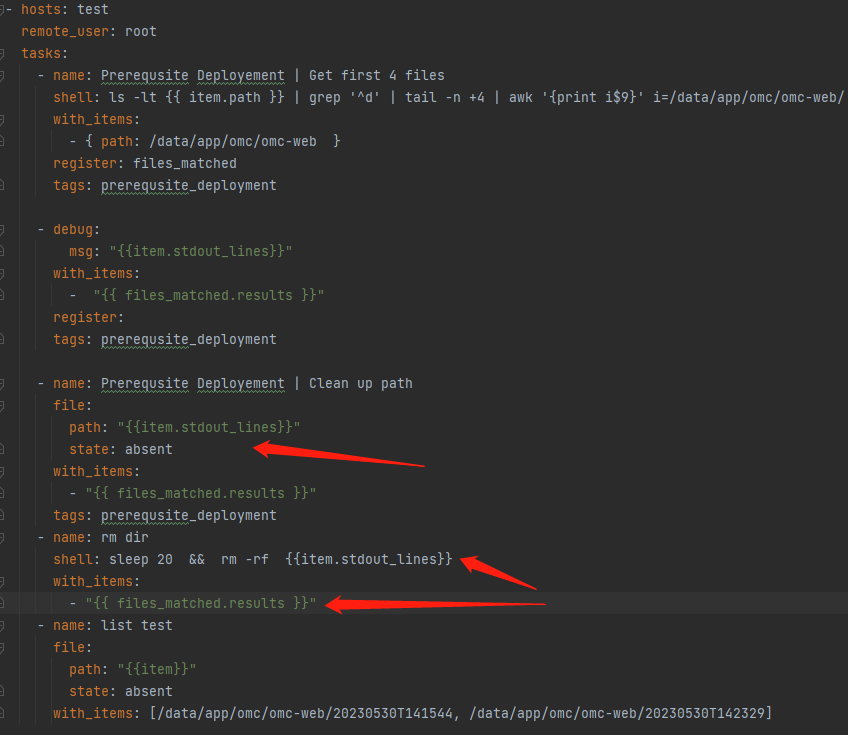 - hosts: test
  remote_user: root
  tasks:
    - name: Prerequsite Deployement | Get first 4 files
      shell: ls -lt {{ item.path }} | grep '^d' | tail -n +4 | awk '{print i$9}' i=/data/app/omc/omc-web/
      with_items:
        - { path: /data/app/omc/omc-web  }
      register: files_matched
      tags: prerequsite_deployment
    - debug:
        msg: "{{item.stdout_lines}}"
      with_items:
        -  "{{ files_matched.results }}"
      register:
      tags: prerequsite_deployment
    - name: Prerequsite Deployement | Clean up path
      file:
        path: "{{item.stdout_lines}}"
        state: absent
      with_items:
        - "{{ files_matched.results }}"
      tags: prerequsite_deployment
    - name: rm dir
      shell: sleep 20  &&  rm -rf  {{item.stdout_lines}}
      with_items:
        - "{{ files_matched.results }}"
    - name: list test
      file:
        path: "{{item}}"
        state: absent
      with_items: [/data/app/omc/omc-web/20230530T141544, /data/app/omc/omc-web/20230530T142329]